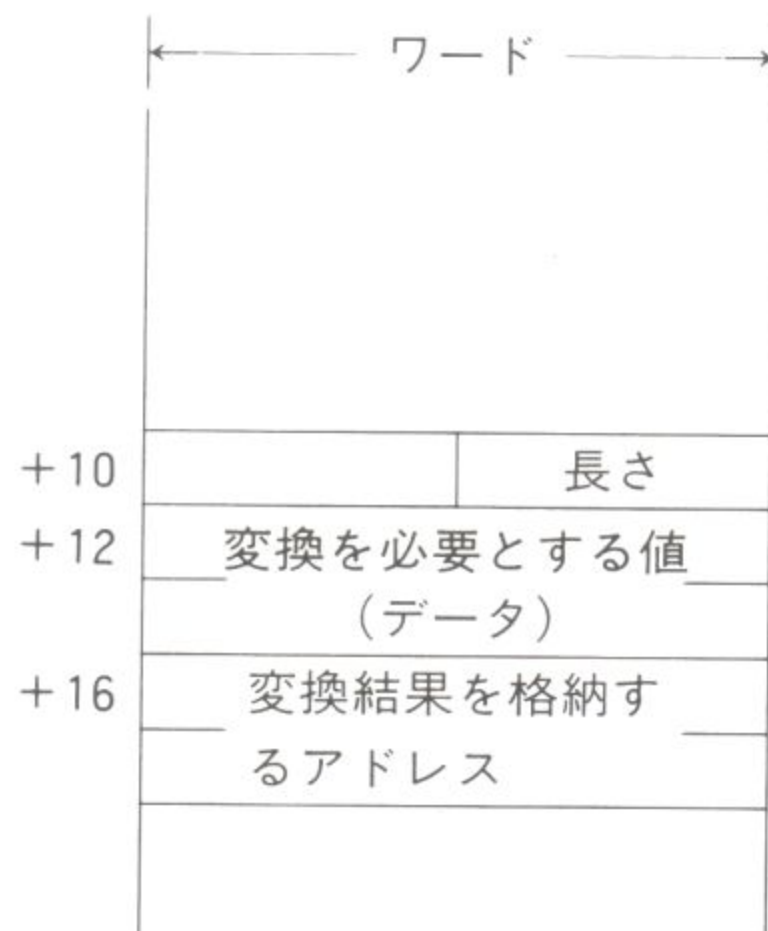 ワード
+10 長さ
+12 変換を必要とする値
(データ)
+16 変換結果を格納す
るアドレス